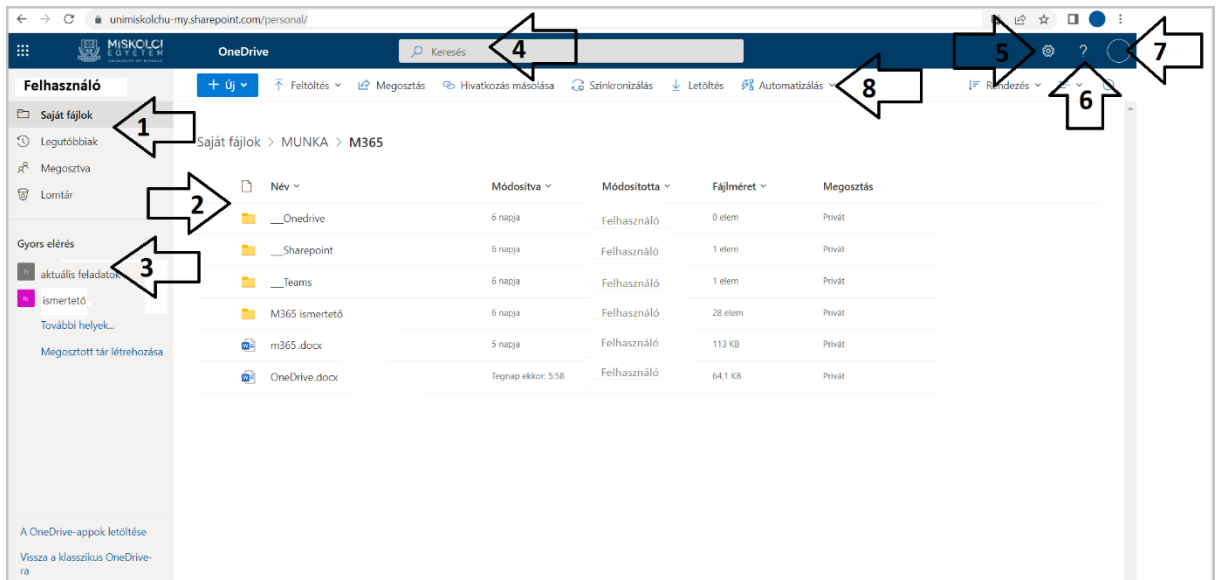 unimiskolchu-my.sharepoint.com/personal/
MISKOLCI
EGYETEM
UNIVERSITY OF MISKOLC
OneDrive
Keresés
4
5
?
7
Felhasználó
Új
Feltöltés
Megosztás
Hivatkozás másolása
Szinkronizálás
Letöltés
Automatizálás
8
Rendezés
6
Saját fájlok
1
Legutóbbiak
Megosztva
Lomtár
Saját fájlok > MUNKA > M365
2
Név Módosítva Módosította Fájlméret Megosztás
__Onedrive 6 napja Felhasználó 0 elem Privát
__Sharepoint 6 napja Felhasználó 1 elem Privát
__Teams 6 napja Felhasználó 1 elem Privát
M365 ismertető 6 napja Felhasználó 28 elem Privát
m365.docx 5 napja Felhasználó 113 KB Privát
OneDrive.docx Tegnap ekkor: 5:58 Felhasználó 64,1 KB Privát
Gyors elérés
aktuális feladatok
3
ismertető
További helyek...
Megosztott tár létrehozása
A OneDrive-appok letöltése
Vissza a klasszikus OneDrive-
ra